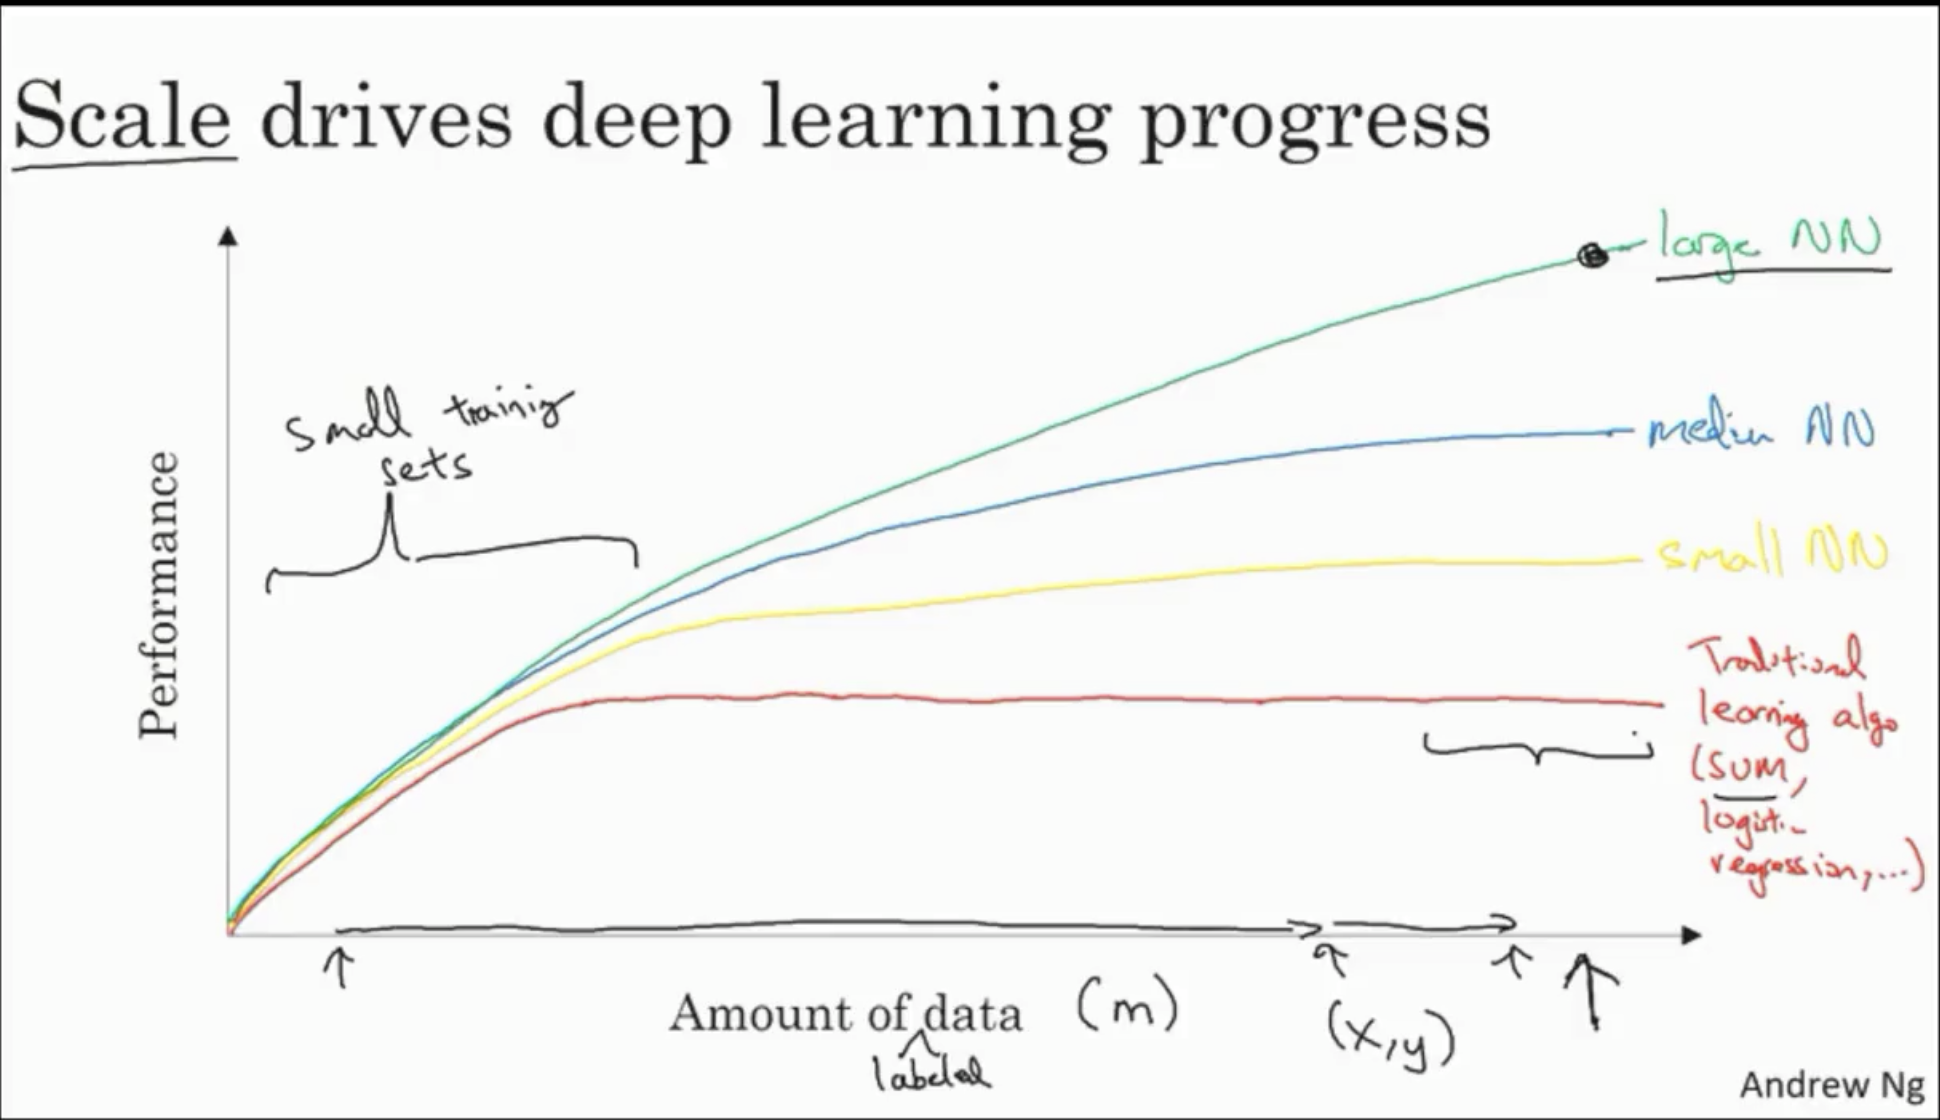 Scale drives deep learning progress
large NN
small training
sets
medium NN
small NN
Traditional
learning algo
(SVM,
logistic
regression,...)
Performance
Amount of data (m)
labeled
(x,y)
Andrew Ng